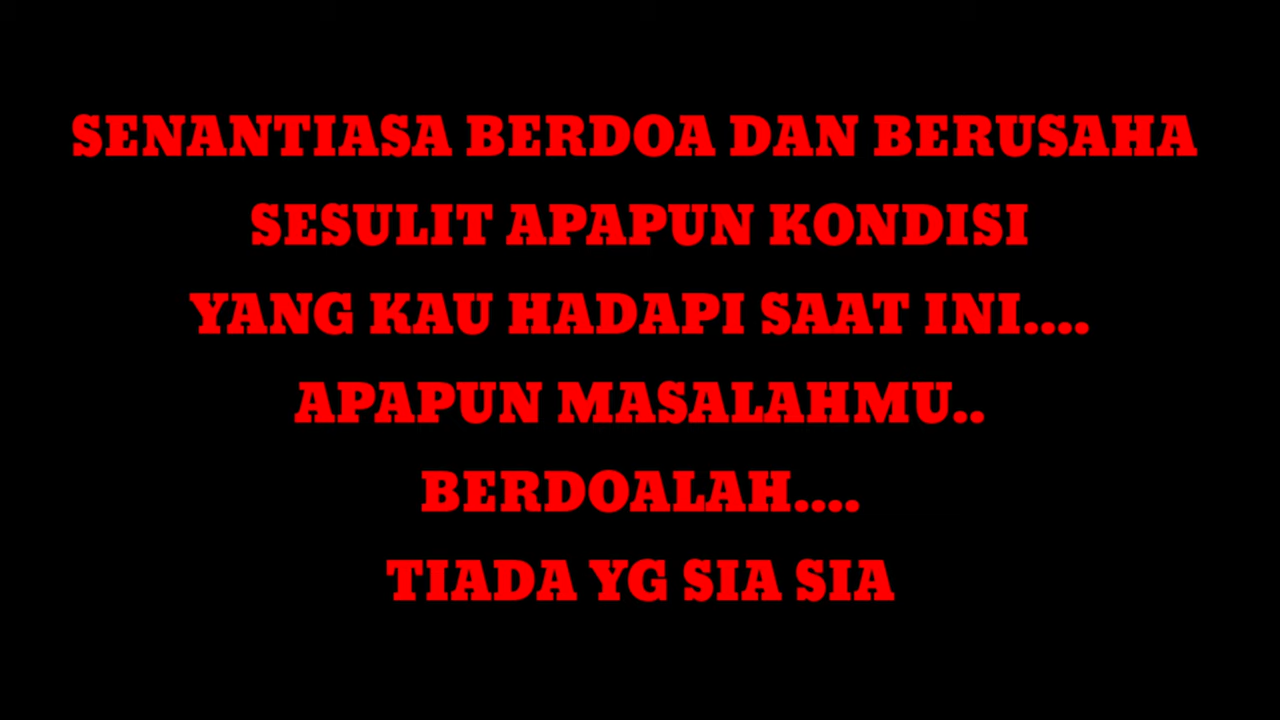 SENANTIASA BERDOA DAN BERUSAHA
SESULIT APAPUN KONDISI
YANG KAU HADAPI SAAT INI....
APAPUN MASALAHMU..
BERDOALAH....
TIADA YG SIA SIA